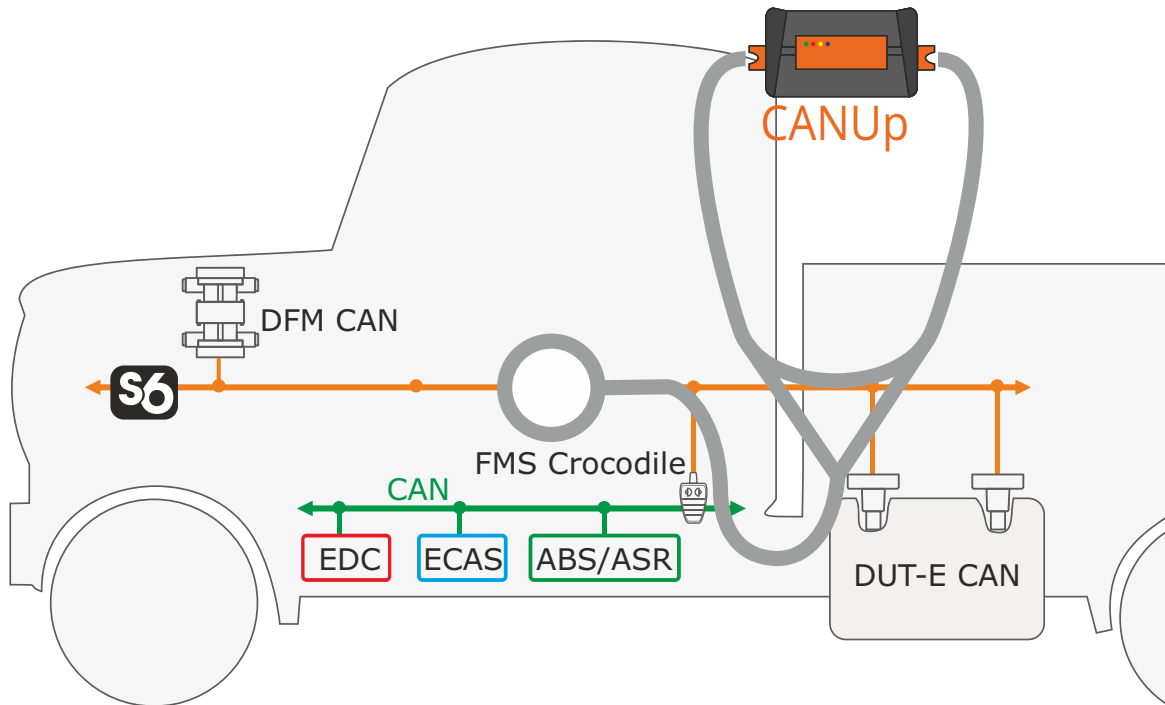 CANUp
DFM CAN
S6
FMS Crocodile
CAN
EDC
ECAS
ABS/ASR
DUT-E CAN